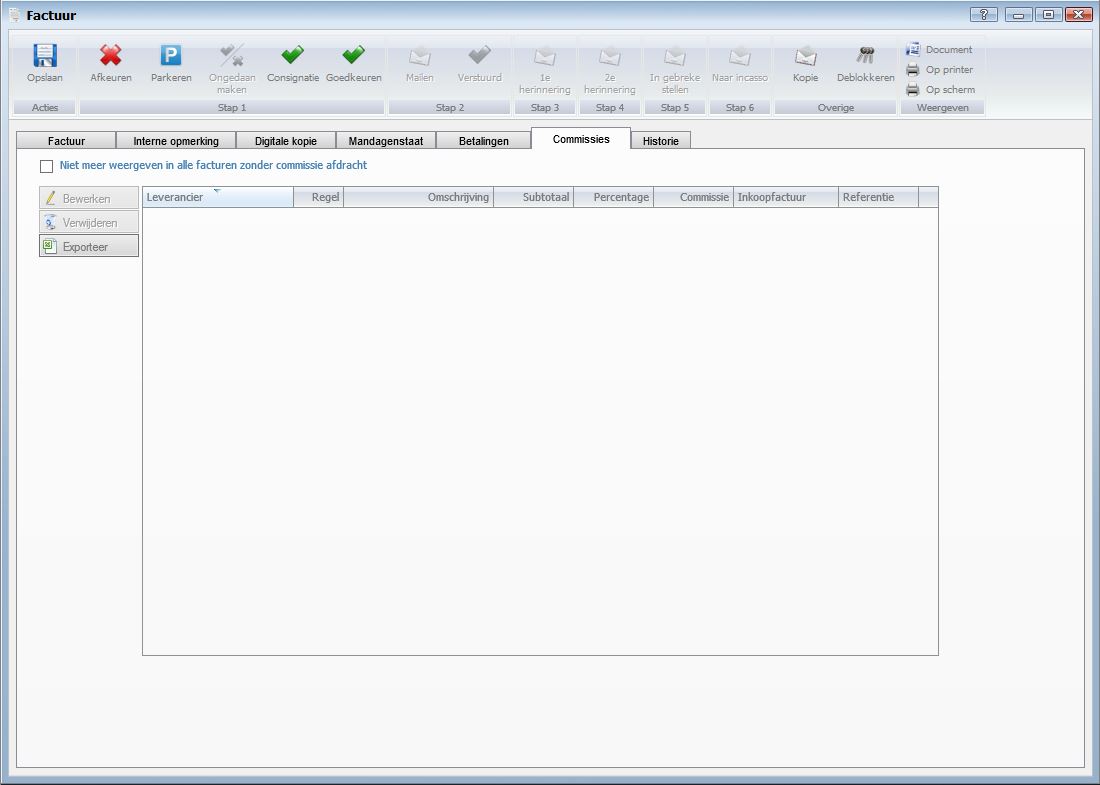 Factuur
?
Opslaan
Afkeuren
P
Parkeren
Ongedaan
maken
Consignatie
Goedkeuren
Mailen
Verstuurd
1e
herinnering
2e
herinnering
In gebreke
stellen
Naar incasso
Kopie
Deblokkeren
Document
Op printer
Op scherm
Acties
Stap 1
Stap 2
Stap 3
Stap 4
Stap 5
Stap 6
Overige
Weergeven
Factuur
Interne opmerking
Digitale kopie
Mandagenstaat
Betalingen
Commissies
Historie
Niet meer weergeven in alle facturen zonder commissie afdracht
Bewerken
Verwijderen
Exporteer
Leverancier
Regel
Omschrijving
Subtotaal
Percentage
Commissie
Inkoopfactuur
Referentie